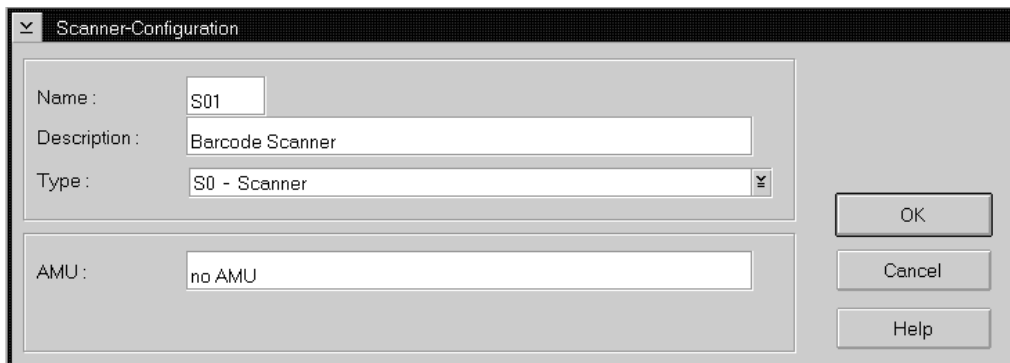 Scanner-Configuration
Name :
S01
Description :
Barcode Scanner
Type :
S0 - Scanner
AMU :
no AMU
OK
Cancel
Help